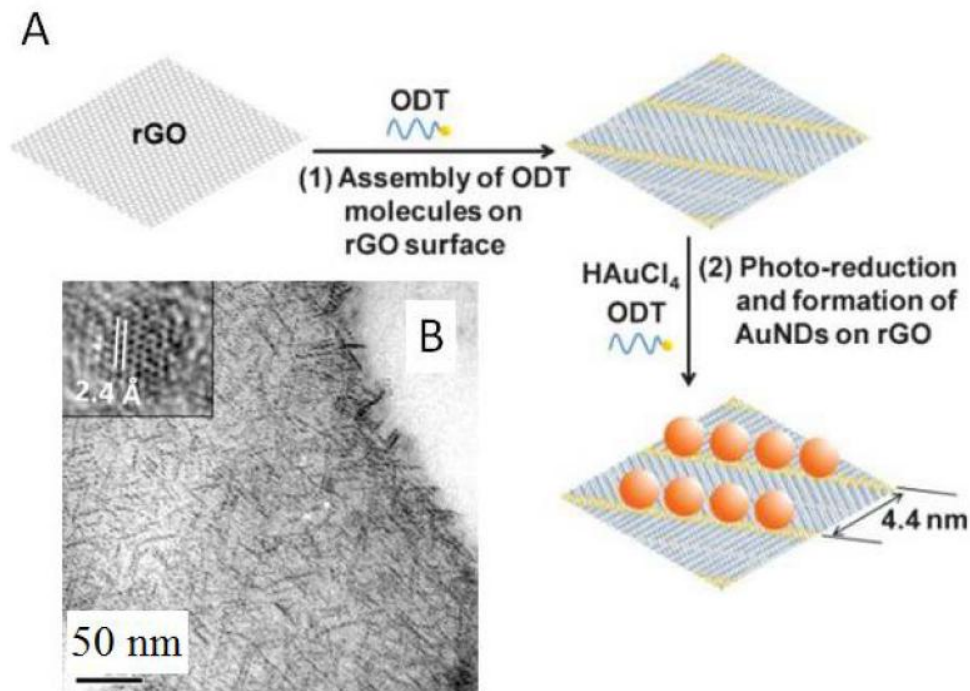 A
rGO
ODT
(1) Assembly of ODT
molecules on
rGO surface
HAuCl₄
ODT
(2) Photo-reduction
and formation of
AuNDs on rGO
4.4 nm
B
2.4 Å
50 nm